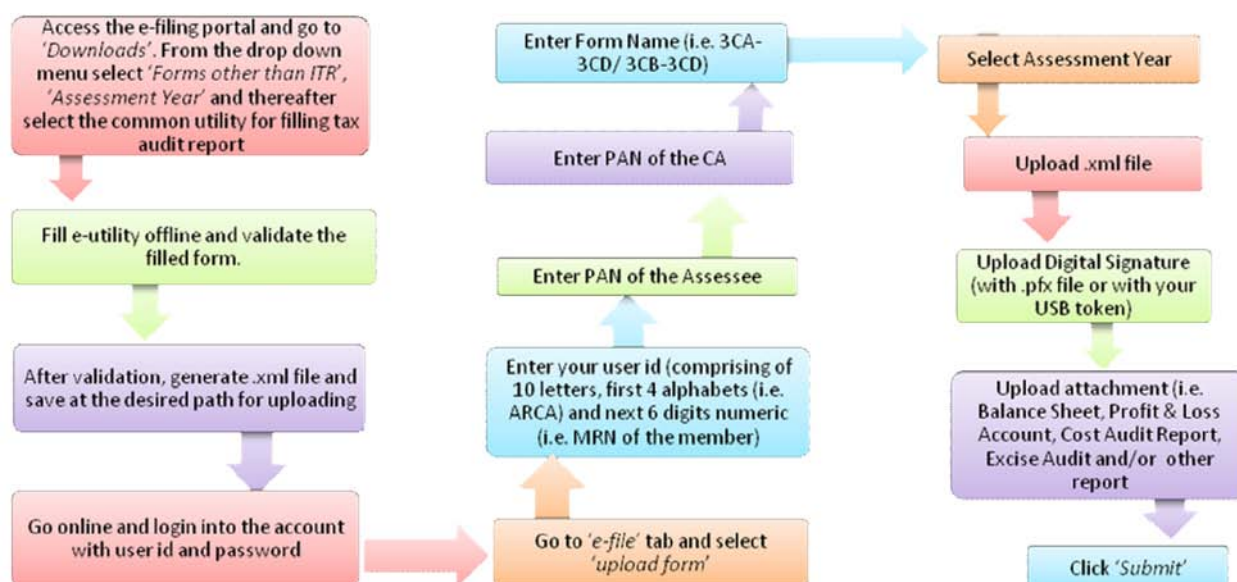 Access the e-filing portal and go to
'Downloads'. From the drop down
menu select 'Forms other than ITR',
'Assessment Year' and thereafter
select the common utility for filling tax
audit report
Fill e-utility offline and validate the
filled form.
After validation, generate .xml file and
save at the desired path for uploading
Go online and login into the account
with user id and password
Go to 'e-file' tab and select
'upload form'
Enter your user id (comprising of
10 letters, first 4 alphabets (i.e.
ARCA) and next 6 digits numeric
(i.e. MRN of the member)
Enter PAN of the Assessee
Enter PAN of the CA
Enter Form Name (i.e. 3CA-
3CD/ 3CB-3CD)
Select Assessment Year
Upload .xml file
Upload Digital Signature
(with .pfx file or with your
USB token)
Upload attachment (i.e.
Balance Sheet, Profit & Loss
Account, Cost Audit Report,
Excise Audit and/or other
report
Click 'Submit'